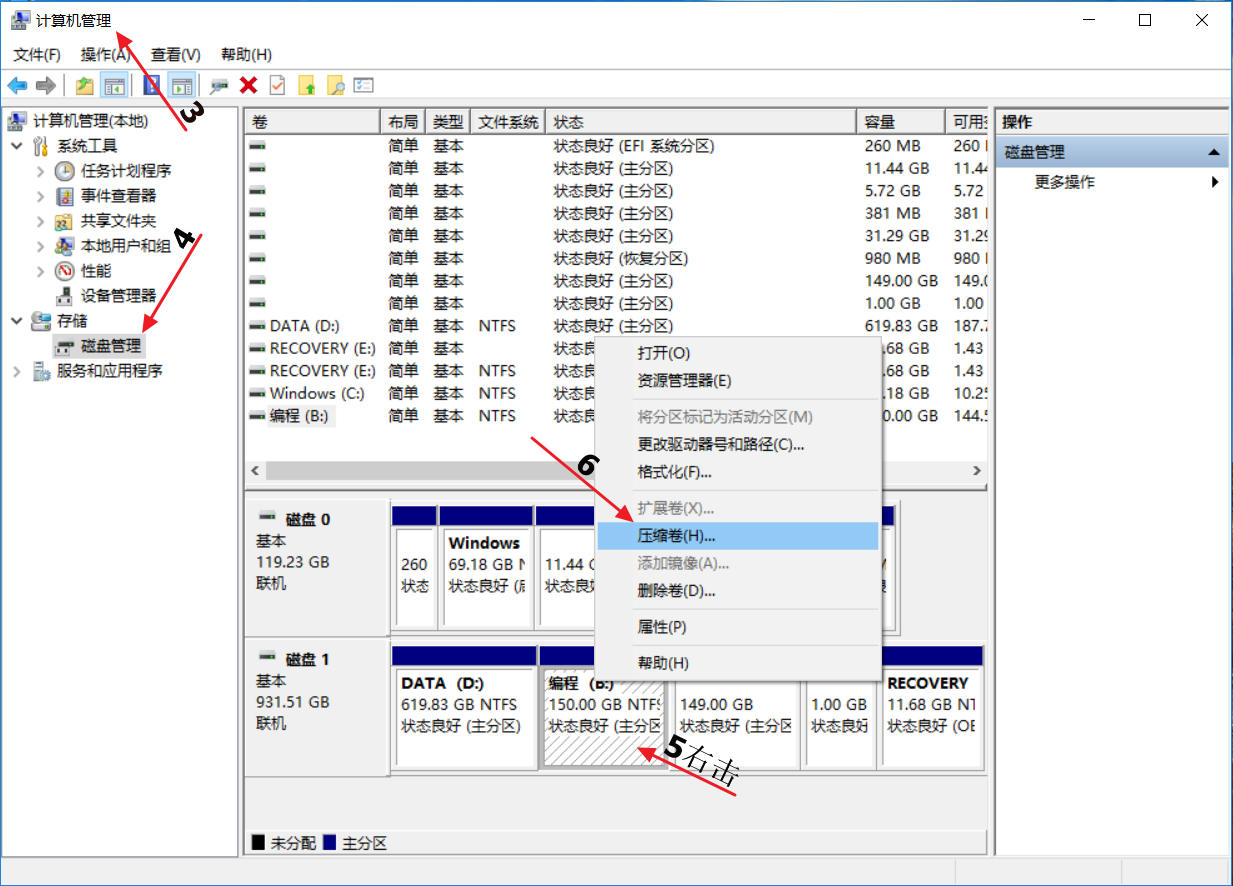 计算机管理
文件(F) 操作(A) 查看(V) 帮助(H)
3
计算机管理(本地)
系统工具
任务计划程序
事件查看器
共享文件夹
本地用户和组
性能
设备管理器
存储
磁盘管理
服务和应用程序
4
卷 布局 类型 文件系统 状态 容量 可用空
简单 基本 状态良好 (EFI 系统分区) 260 MB 260
简单 基本 状态良好 (主分区) 11.44 GB 11.44
简单 基本 状态良好 (主分区) 5.72 GB 5.72
简单 基本 状态良好 (主分区) 381 MB 381
简单 基本 状态良好 (主分区) 31.29 GB 31.29
简单 基本 状态良好 (恢复分区) 980 MB 980
简单 基本 状态良好 (主分区) 149.00 GB 149.0
简单 基本 状态良好 (主分区) 1.00 GB 1.00
DATA (D:) 简单 基本 NTFS 状态良好 (主分区) 619.83 GB 187.7
RECOVERY (E:) 简单 基本 状态良 .68 GB 1.43
RECOVERY (E:) 简单 基本 NTFS 状态良 .68 GB 1.43
Windows (C:) 简单 基本 NTFS 状态良 .18 GB 10.25
编程 (B:) 简单 基本 NTFS 状态良 0.00 GB 144.5
打开(O)
资源管理器(E)
将分区标记为活动分区(M)
更改驱动器号和路径(C)...
格式化(F)...
扩展卷(X)...
压缩卷(H)...
添加镜像(A)...
删除卷(D)...
属性(P)
帮助(H)
6
磁盘 0
基本
119.23 GB
联机
260
状态
Windows
69.18 GB
状态良好
11.44
状态良好
磁盘 1
基本
931.51 GB
联机
DATA (D:)
619.83 GB NTFS
状态良好 (主分区)
编程 (B:)
150.00 GB NTFS
状态良好 (主分区
149.00 GB
状态良好 (主分区
1.00 GB
状态良好
RECOVERY
11.68 GB NT
状态良好 (OE
5右击
未分配 主分区
操作
磁盘管理
更多操作